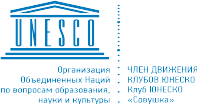 UNESCO
Организация
Объединенных Наций
по вопросам образования,
науки и культуры
ЧЛЕН ДВИЖЕНИЯ
КЛУБОВ ЮНЕСКО
Клуб ЮНЕСКО
«Совушка»